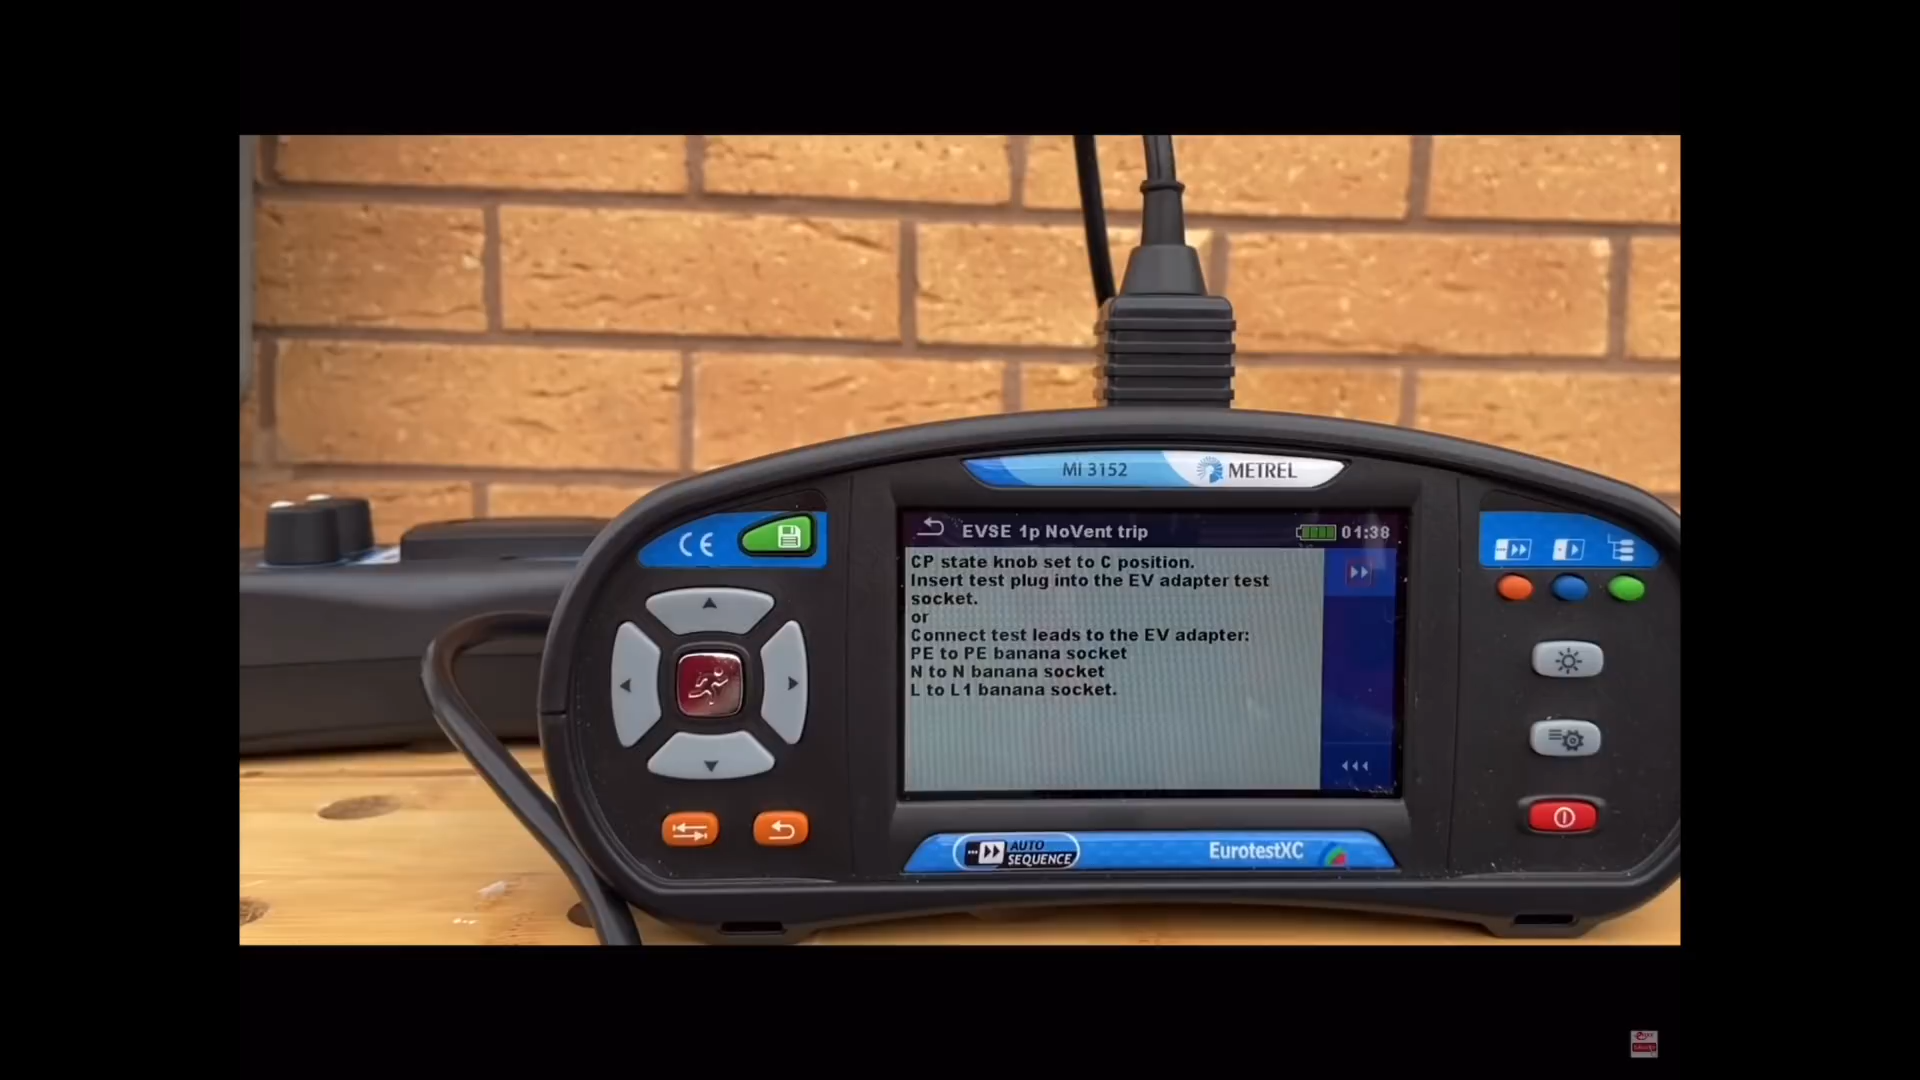 MI 3152
METREL
CE
EVSE 1p NoVent trip
01:38
CP state knob set to C position.
Insert test plug into the EV adapter test
socket.
or
Connect test leads to the EV adapter:
PE to PE banana socket
N to N banana socket
L to L1 banana socket.
AUTO
SEQUENCE
EurotestXC